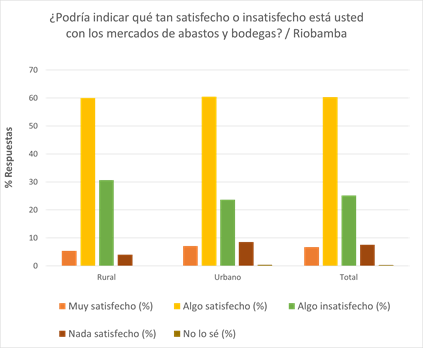 ¿Podría indicar qué tan satisfecho o insatisfecho está usted
con los mercados de abastos y bodegas? / Riobamba
70
60
50
40
30
20
10
0
% Respuestas
Rural Urbano Total
Muy satisfecho (%) Algo satisfecho (%) Algo insatisfecho (%)
Nada satisfecho (%) No lo sé (%)